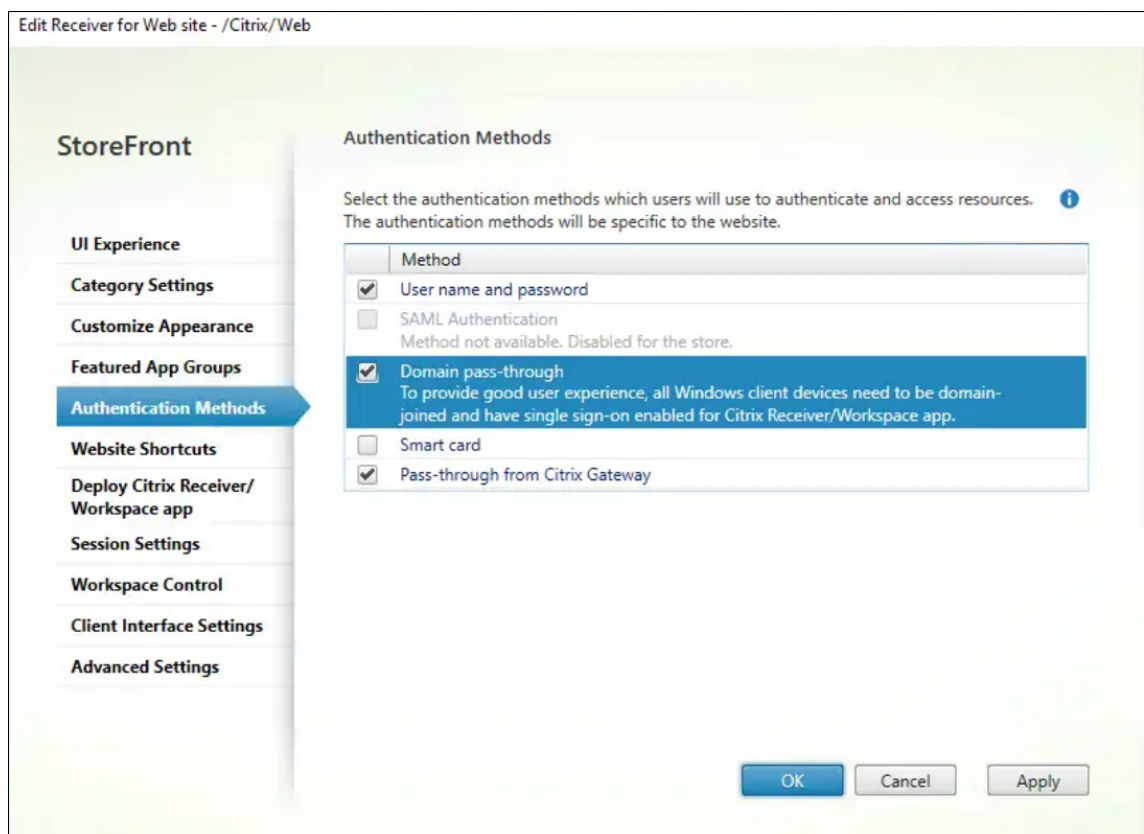 Edit Receiver for Web site - /Citrix/Web
StoreFront
UI Experience
Category Settings
Customize Appearance
Featured App Groups
Authentication Methods
Website Shortcuts
Deploy Citrix Receiver/
Workspace app
Session Settings
Workspace Control
Client Interface Settings
Advanced Settings
Authentication Methods
Select the authentication methods which users will use to authenticate and access resources.
The authentication methods will be specific to the website.
Method
User name and password
SAML Authentication
Method not available. Disabled for the store.
Domain pass-through
To provide good user experience, all Windows client devices need to be domain-
joined and have single sign-on enabled for Citrix Receiver/Workspace app.
Smart card
Pass-through from Citrix Gateway
OK
Cancel
Apply